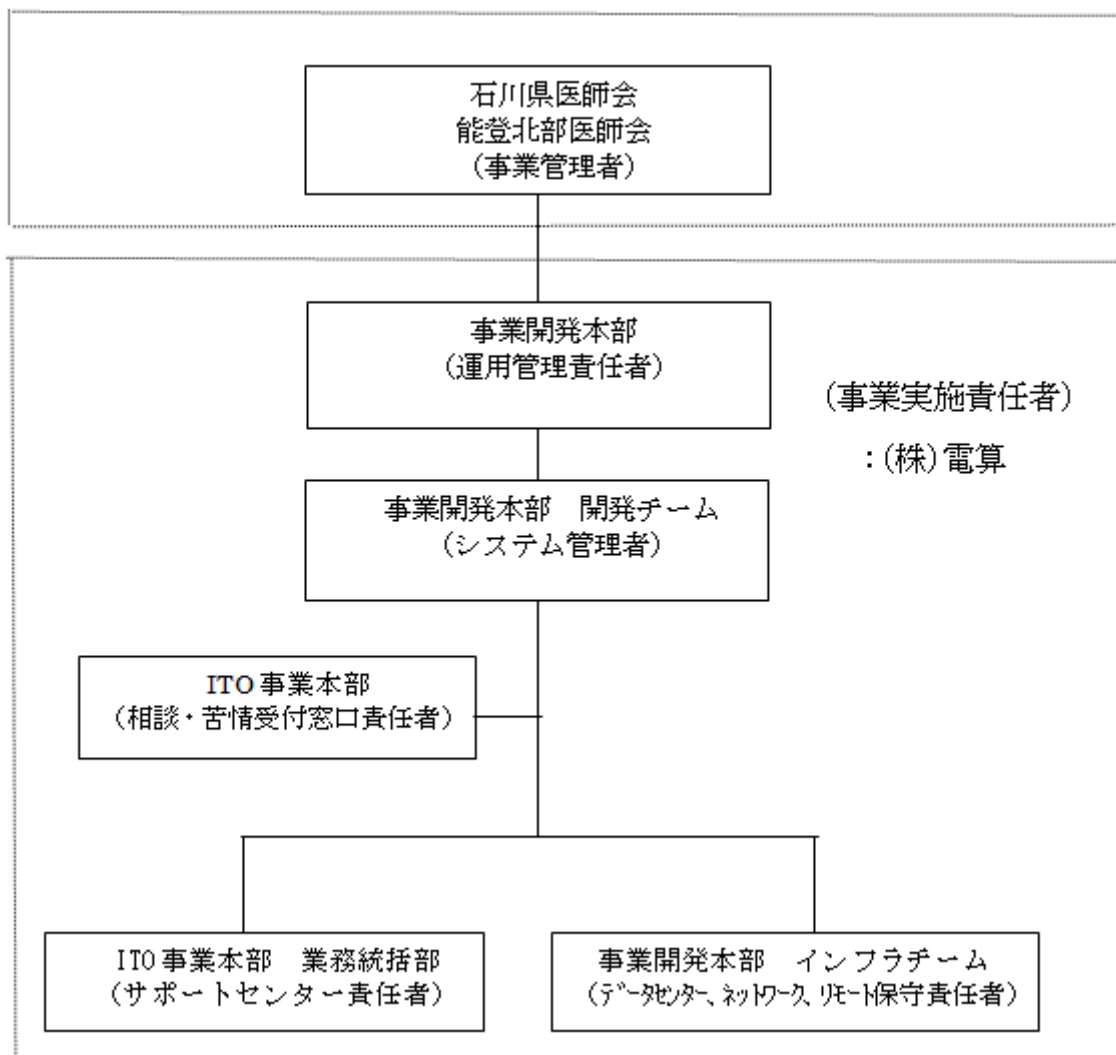 石川県医師会
能登北部医師会
(事業管理者)
事業開発本部
(運用管理責任者)
(事業実施責任者)
：(株)電算
事業開発本部　開発チーム
(システム管理者)
ITO 事業本部
(相談・苦情受付窓口責任者)
ITO 事業本部　業務統括部
(サポートセンター責任者)
事業開発本部　インフラチーム
(ﾃﾞｰﾀｾﾝﾀｰ、ﾈｯﾄﾜｰｸ、ﾘﾓｰﾄ保守責任者)